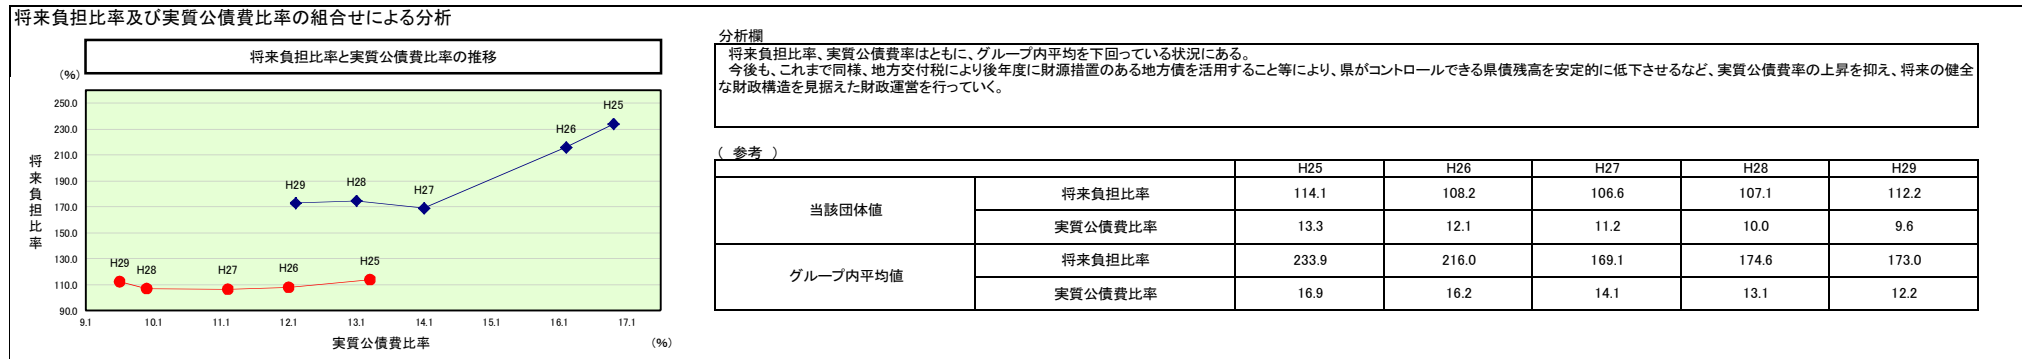 将来負担比率及び実質公債費比率の組合せによる分析
将来負担比率と実質公債費比率の推移
(%)
将来負担比率
250.0
230.0
210.0
190.0
170.0
150.0
130.0
110.0
90.0
H25
H26
H27
H28
H29
H29
H28
H27
H26
H25
9.1 10.1 11.1 12.1 13.1 14.1 15.1 16.1 17.1
実質公債費比率
(%)
分析欄
将来負担比率、実質公債費率はともに、グループ内平均を下回っている状況にある。
今後も、これまで同様、地方交付税により後年度に財源措置のある地方債を活用すること等により、県がコントロールできる県債残高を安定的に低下させるなど、実質公債費率の上昇を抑え、将来の健全
な財政構造を見据えた財政運営を行っていく。
( 参考 )
H25 H26 H27 H28 H29
当該団体値
将来負担比率 114.1 108.2 106.6 107.1 112.2
実質公債費比率 13.3 12.1 11.2 10.0 9.6
グループ内平均値
将来負担比率 233.9 216.0 169.1 174.6 173.0
実質公債費比率 16.9 16.2 14.1 13.1 12.2